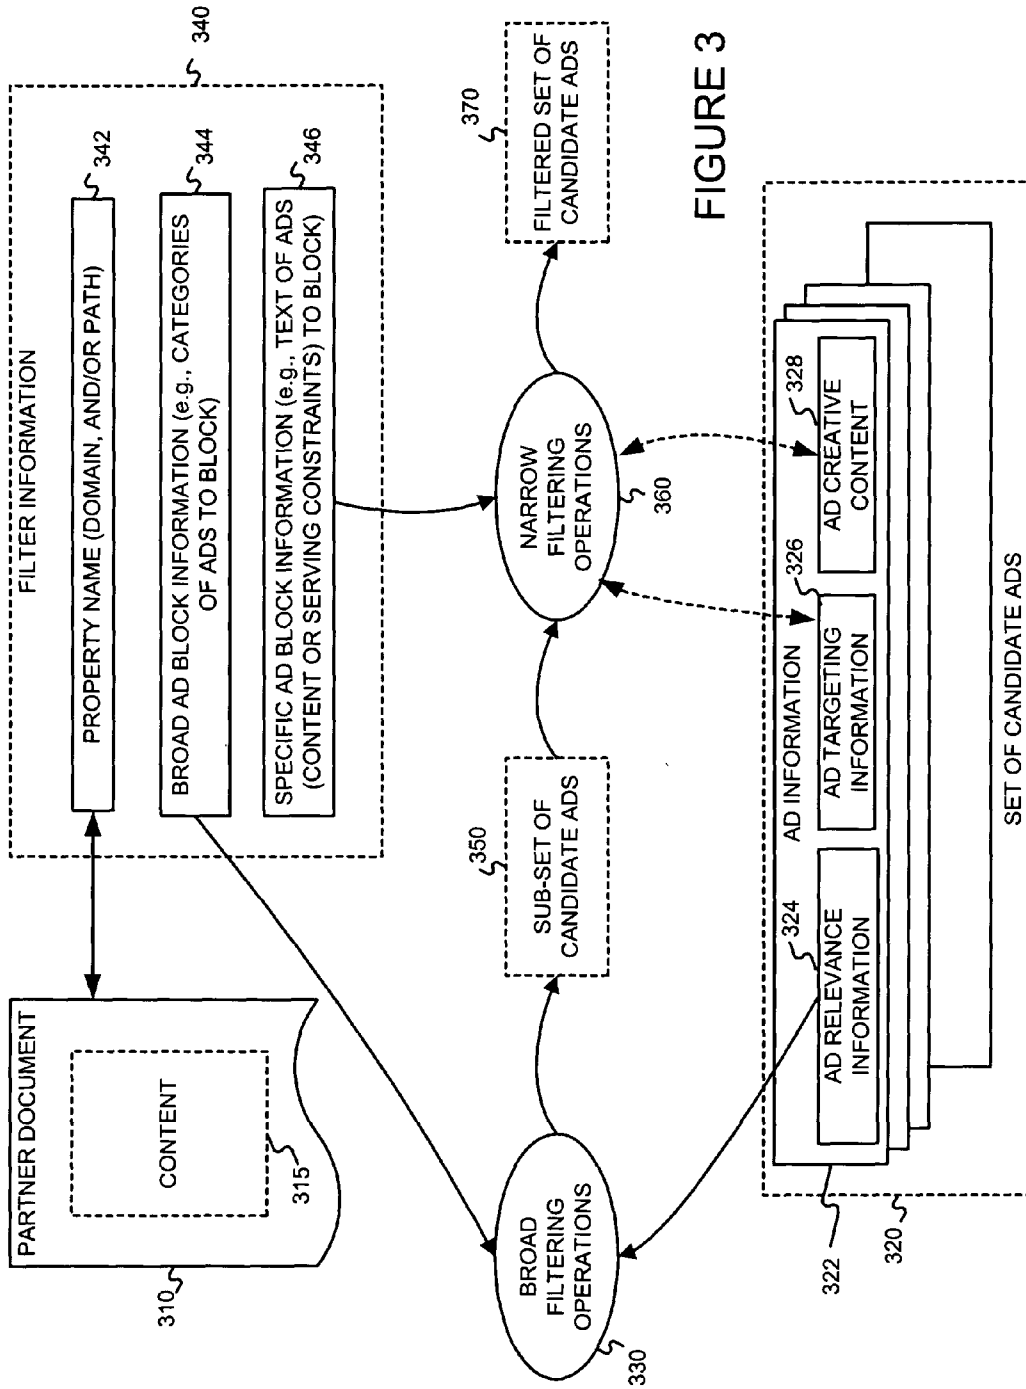 PARTNER DOCUMENT
CONTENT
315
310
FILTER INFORMATION
340
PROPERTY NAME (DOMAIN, AND/OR PATH)
342
BROAD AD BLOCK INFORMATION (e.g., CATEGORIES
OF ADS TO BLOCK)
344
SPECIFIC AD BLOCK INFORMATION (e.g., TEXT OF ADS
(CONTENT OR SERVING CONSTRAINTS) TO BLOCK)
346
BROAD
FILTERING
OPERATIONS
330
350
SUB-SET OF
CANDIDATE ADS
NARROW
FILTERING
OPERATIONS
360
370
FILTERED SET OF
CANDIDATE ADS
FIGURE 3
AD INFORMATION
324
AD RELEVANCE
INFORMATION
326
AD TARGETING
INFORMATION
328
AD CREATIVE
CONTENT
322
320
SET OF CANDIDATE ADS